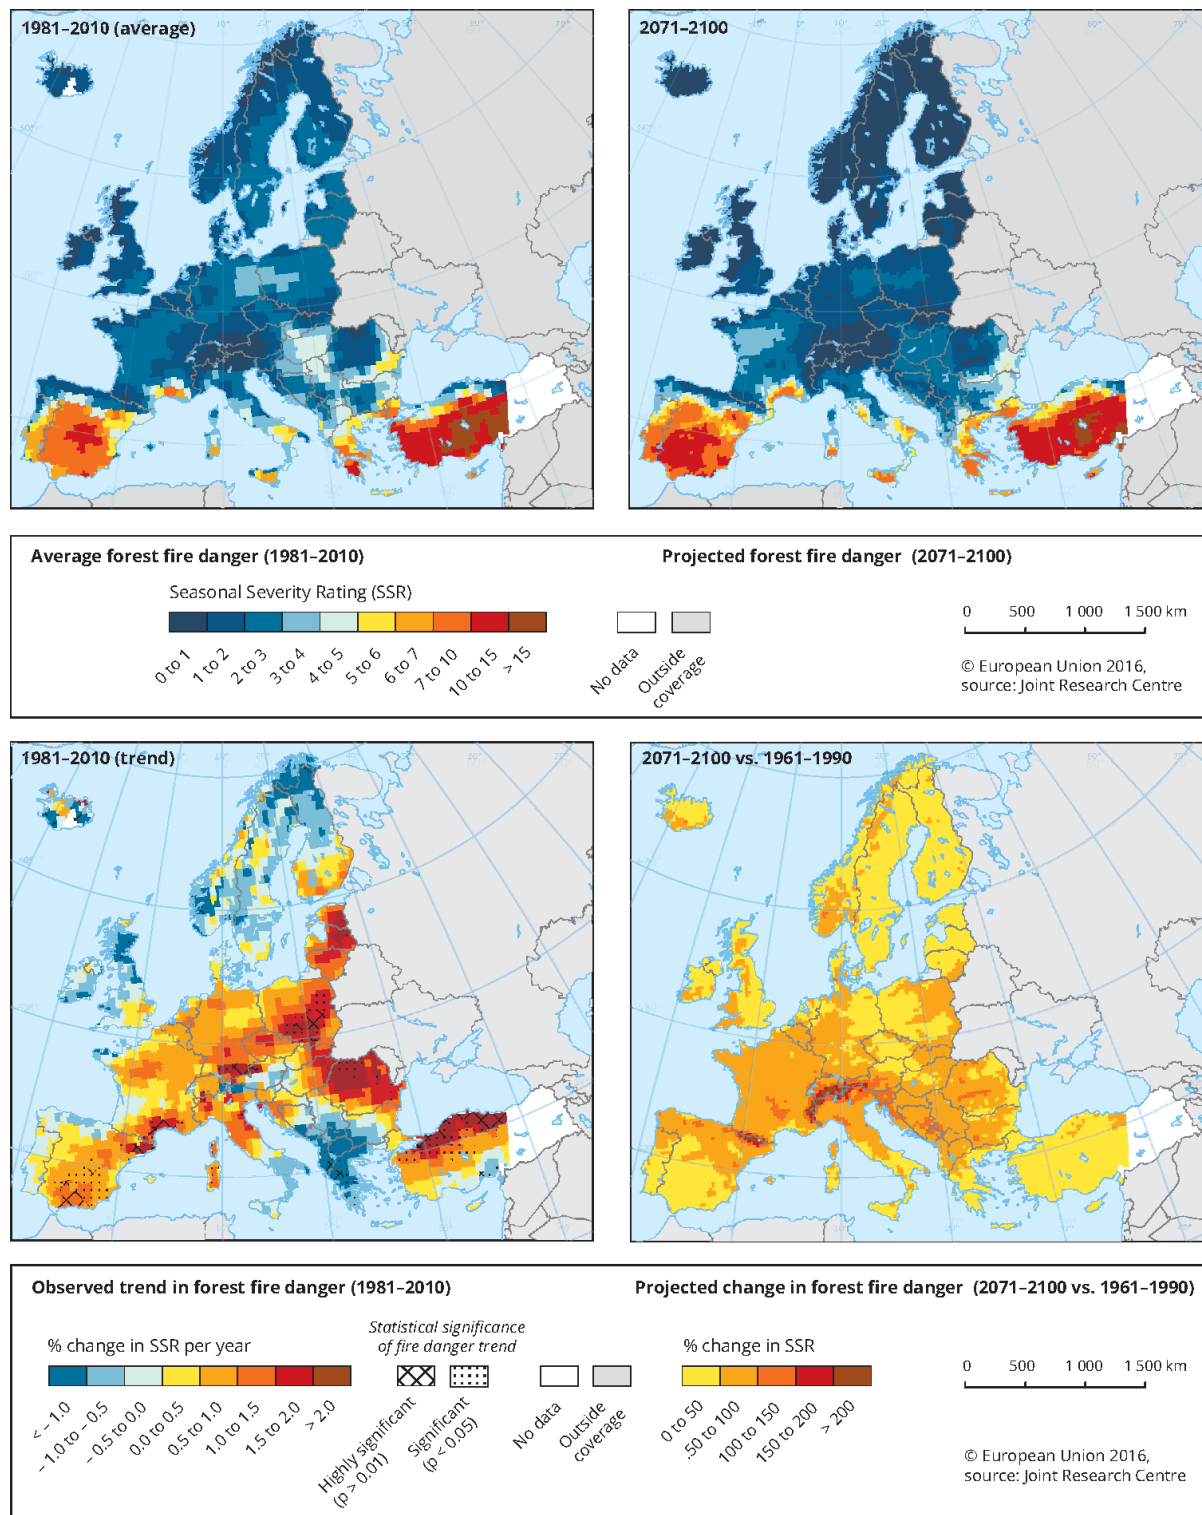 1981–2010 (average)
2071–2100
Average forest fire danger (1981–2010)
Projected forest fire danger (2071–2100)
Seasonal Severity Rating (SSR)
0 to 1
1 to 2
2 to 3
3 to 4
4 to 5
5 to 6
6 to 7
7 to 10
10 to 15
> 15
No data
Outside
coverage
0 500 1 000 1 500 km
© European Union 2016,
source: Joint Research Centre
1981–2010 (trend)
2071–2100 vs. 1961–1990
Observed trend in forest fire danger (1981–2010)
Projected change in forest fire danger (2071–2100 vs. 1961–1990)
% change in SSR per year
< – 1.0
– 1.0 to – 0.5
– 0.5 to 0.0
0.0 to 0.5
0.5 to 1.0
1.0 to 1.5
1.5 to 2.0
> 2.0
Statistical significance
of fire danger trend
Highly significant
(p > 0.01)
Significant
(p < 0.05)
No data
Outside
coverage
% change in SSR
0 to 50
.50 to 100
100 to 150
150 to 200
> 200
0 500 1 000 1 500 km
© European Union 2016,
source: Joint Research Centre